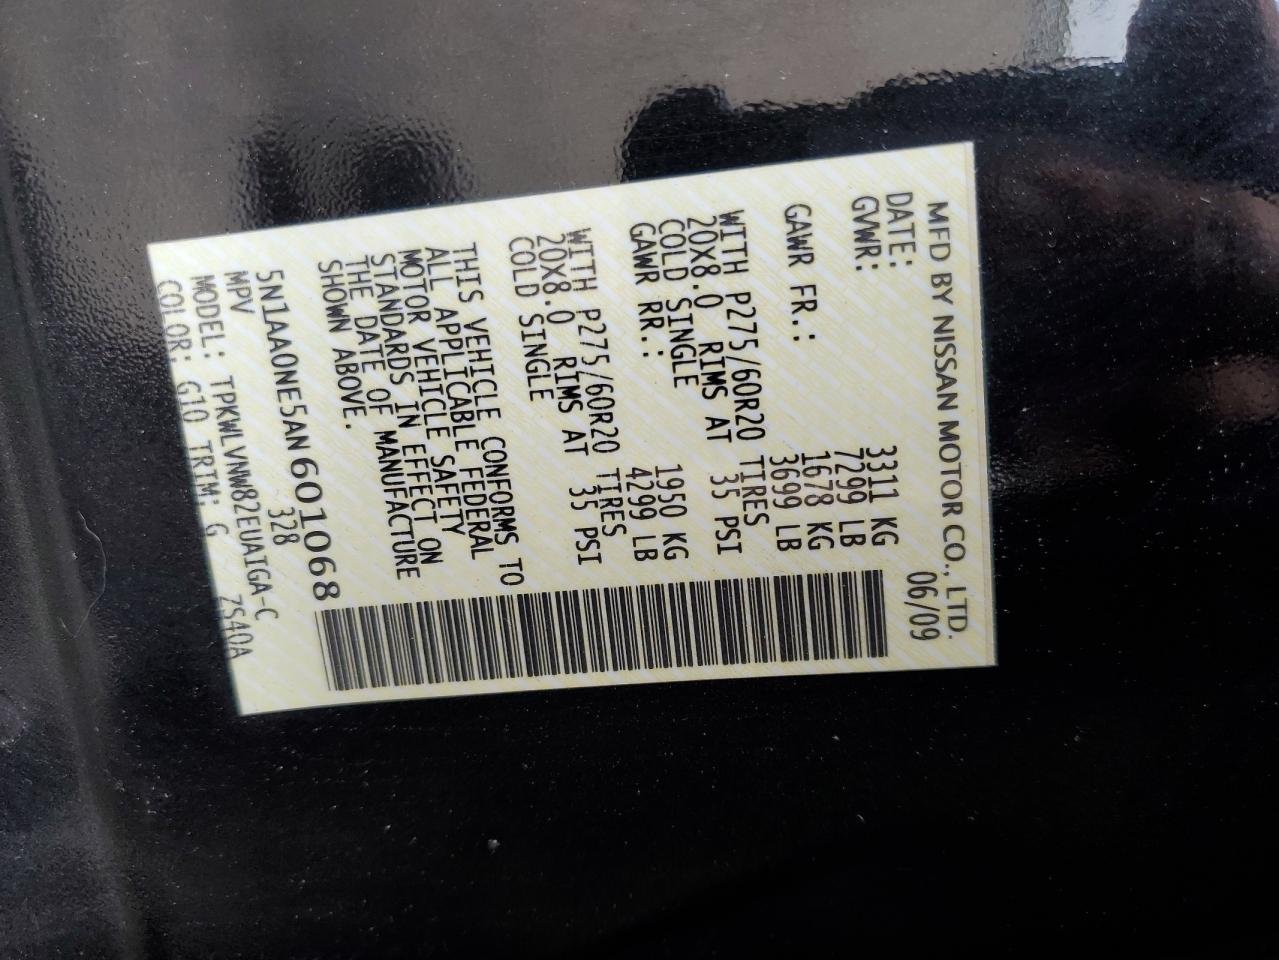 MFD BY NISSAN MOTOR CO., LTD.
DATE: 06/09
GVWR: 3311 KG
7299 LB
GAWR FR.: 1678 KG
3699 LB
WITH P275/60R20 TIRES
20X8.0 RIMS AT 35 PSI
COLD SINGLE
GAWR RR.: 1950 KG
4299 LB
WITH P275/60R20 TIRES
20X8.0 RIMS AT 35 PSI
COLD SINGLE
THIS VEHICLE CONFORMS TO
ALL APPLICABLE FEDERAL
MOTOR VEHICLE SAFETY
STANDARDS IN EFFECT ON
THE DATE OF MANUFACTURE
SHOWN ABOVE.
5N1AA0NE5AN601068
MPV 328
MODEL: TPKWLVNW82EUAIGA-C
COLOR: G10 TRIM: G ZS40A